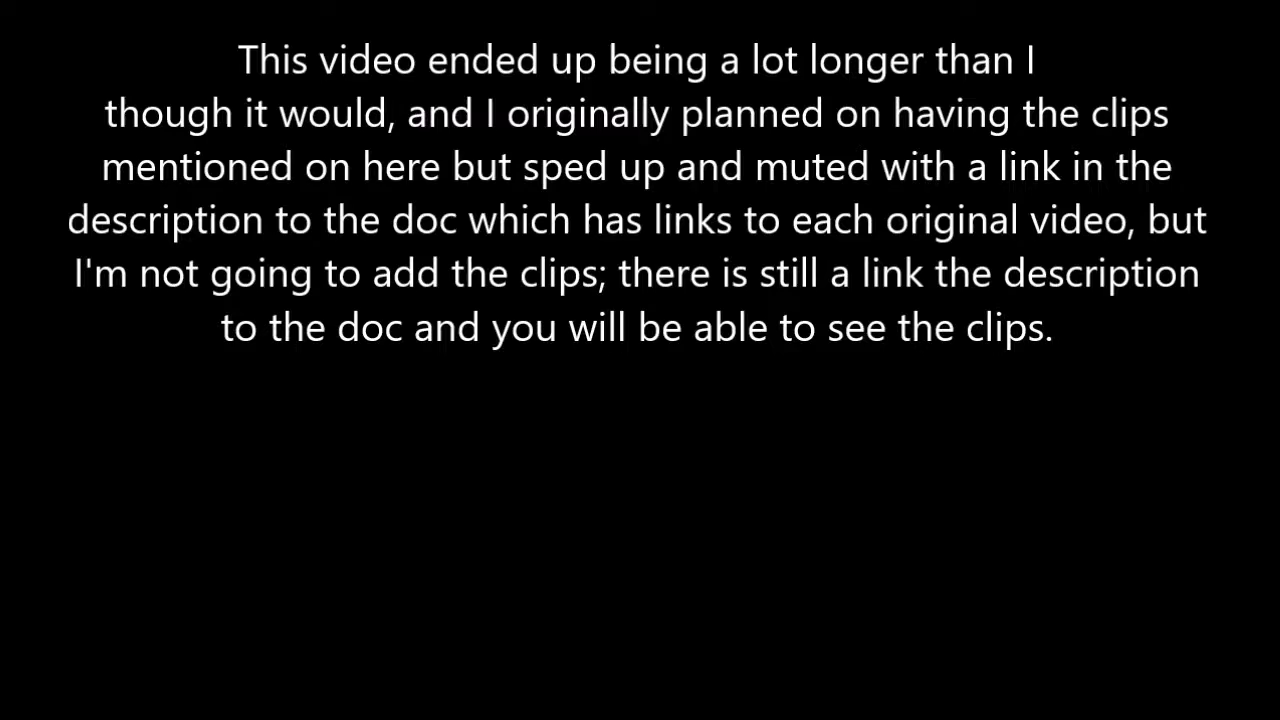 This video ended up being a lot longer than I
though it would, and I originally planned on having the clips
mentioned on here but sped up and muted with a link in the
description to the doc which has links to each original video, but
I'm not going to add the clips; there is still a link the description
to the doc and you will be able to see the clips.